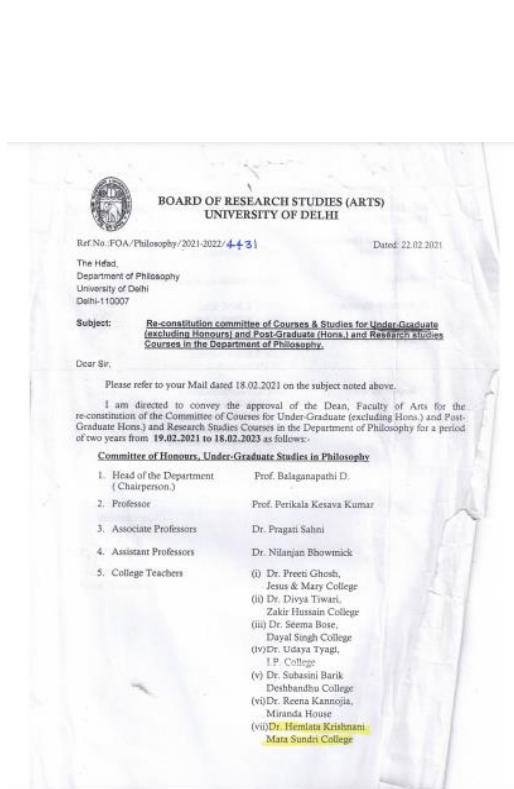 BOARD OF RESEARCH STUDIES (ARTS)
UNIVERSITY OF DELHI
Ref.No.:FOA/Philosophy/2021-2022/4431 Dated: 22.02.2021
The Head,
Department of Philosophy
University of Delhi
Delhi-110007
Subject: Re-constitution committee of Courses & Studies for Under-Graduate
(excluding Honours) and Post-Graduate (Hons.) and Research studies
Courses in the Department of Philosophy.
Dear Sir,
Please refer to your Mail dated 18.02.2021 on the subject noted above.
I am directed to convey the approval of the Dean, Faculty of Arts for the
re-constitution of the Committee of Courses for Under-Graduate (excluding Hons.) and Post-
Graduate Hons.) and Research Studies Courses in the Department of Philosophy for a period
of two years from 19.02.2021 to 18.02.2023 as follows:-
Committee of Honours, Under-Graduate Studies in Philosophy
1. Head of the Department Prof. Balaganapathi D.
( Chairperson.)
2. Professor Prof. Perikala Kesava Kumar
3. Associate Professors Dr. Pragati Sahni
4. Assistant Professors Dr. Nilanjan Bhowmick
5. College Teachers (i) Dr. Preeti Ghosh,
Jesus & Mary College
(ii) Dr. Divya Tiwari,
Zakir Hussain College
(iii) Dr. Seema Bose,
Dayal Singh College
(iv)Dr. Udaya Tyagi,
I.P. College
(v) Dr. Subasini Barik
Deshbandhu College
(vi)Dr. Reena Kannojia,
Miranda House
(vii)Dr. Hemlata Krishnani
Mata Sundri College